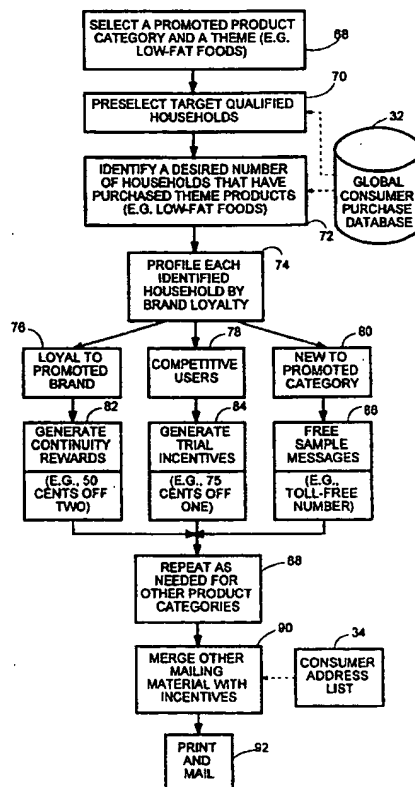 SELECT A PROMOTED PRODUCT
CATEGORY AND A THEME (E.G.
LOW-FAT FOODS)
68
70
PRESELECT TARGET QUALIFIED
HOUSEHOLDS
32
IDENTIFY A DESIRED NUMBER
OF HOUSEHOLDS THAT HAVE
PURCHASED THEME PRODUCTS
(E.G. LOW-FAT FOODS)
GLOBAL
CONSUMER
PURCHASE
DATABASE
72
74
PROFILE EACH
IDENTIFIED
HOUSEHOLD BY
BRAND LOYALTY
76
78
80
LOYAL TO
PROMOTED
BRAND
COMPETITIVE
USERS
NEW TO
PROMOTED
CATEGORY
82
84
86
GENERATE
CONTINUITY
REWARDS
(E.G., 50
CENTS OFF
TWO)
GENERATE
TRIAL
INCENTIVES
(E.G., 75
CENTS OFF
ONE)
FREE
SAMPLE
MESSAGES
(E.G.,
TOLL-FREE
NUMBER)
88
REPEAT AS
NEEDED FOR
OTHER PRODUCT
CATEGORIES
90
34
MERGE OTHER
MAILING
MATERIAL WITH
INCENTIVES
CONSUMER
ADDRESS
LIST
PRINT
AND
MAIL
92